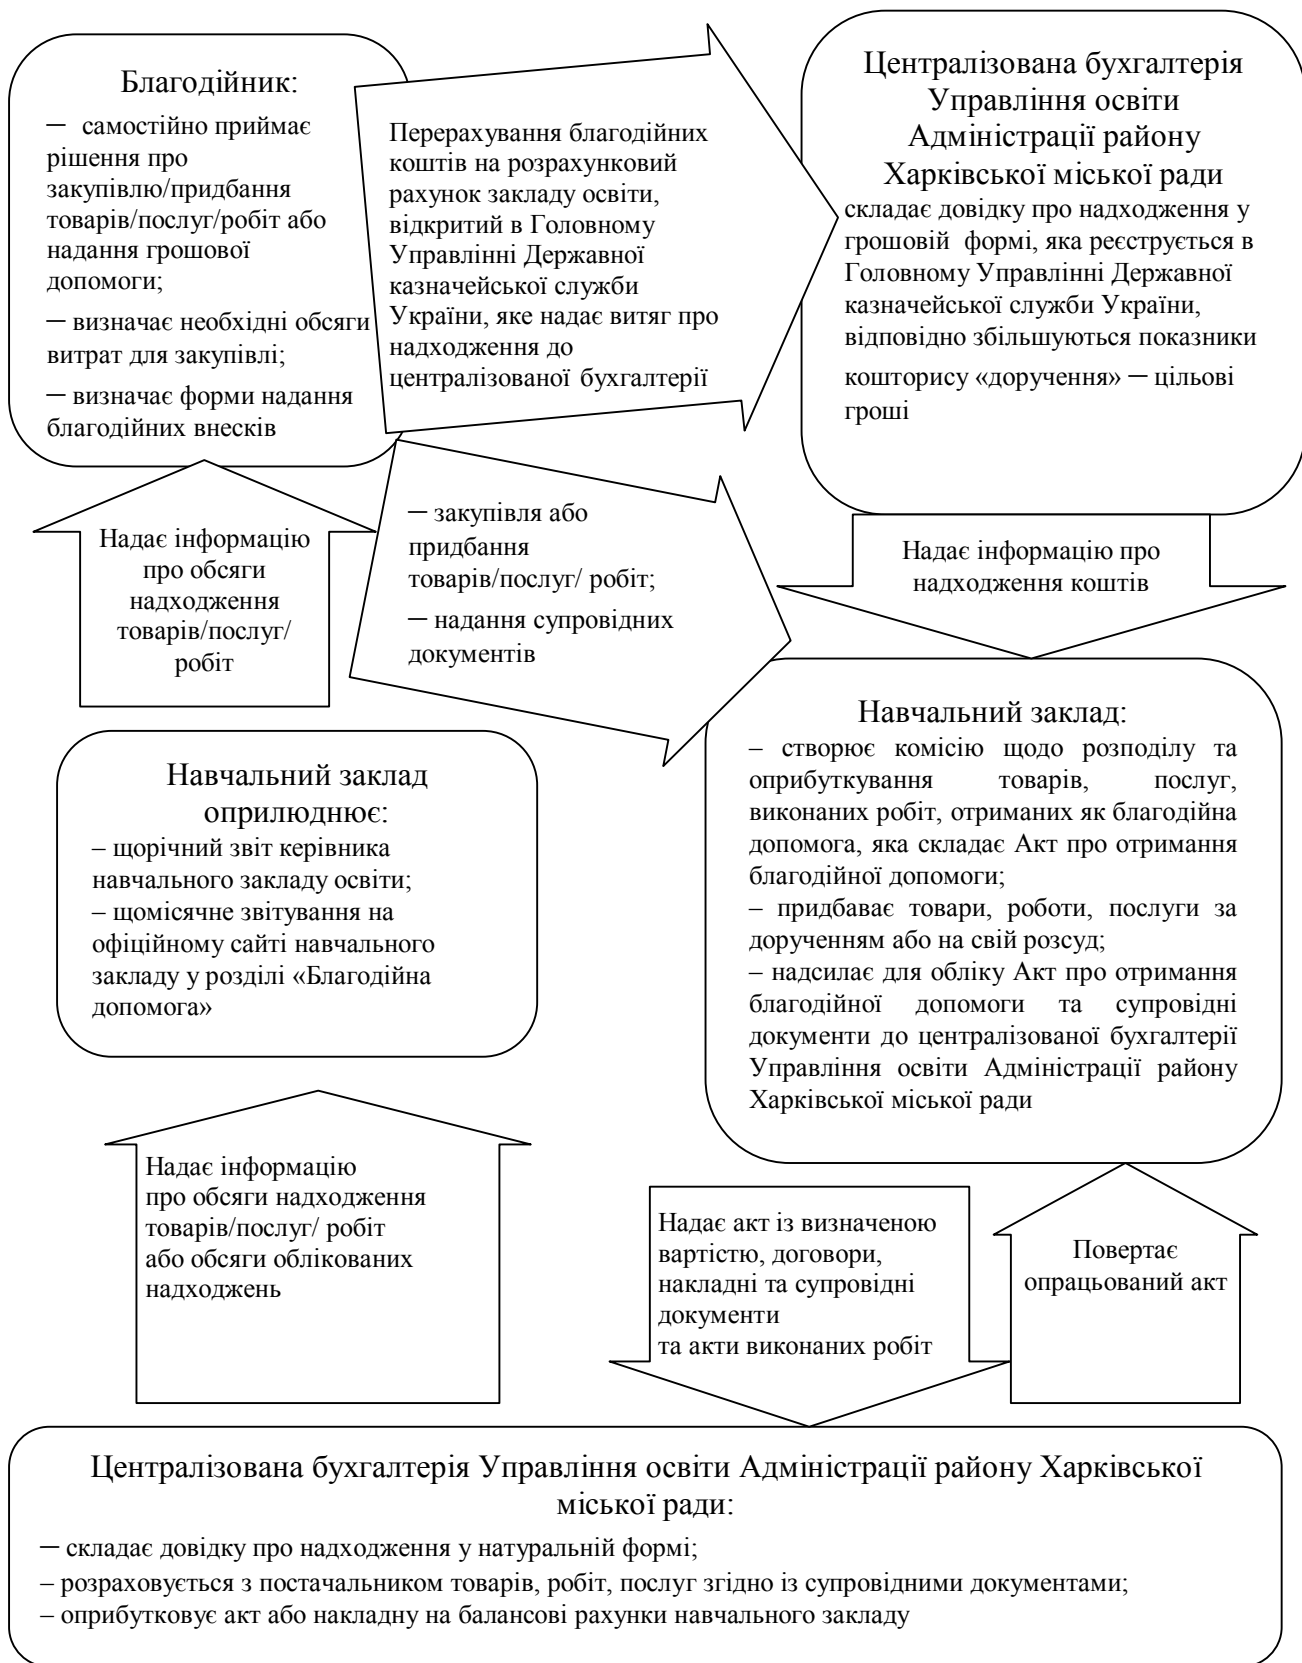 Благодійник:
— самостійно приймає
рішення про
закупівлю/придбання
товарів/послуг/робіт або
надання грошової
допомоги;
— визначає необхідні обсяги
витрат для закупівлі;
— визначає форми надання
благодійних внесків
Перерахування благодійних
коштів на розрахунковий
рахунок закладу освіти,
відкритий в Головному
Управлінні Державної
казначейської служби
України, яке надає витяг про
надходження до
централізованої бухгалтерії
Централізована бухгалтерія
Управління освіти
Адміністрації району
Харківської міської ради
складає довідку про надходження у
грошовій формі, яка реєструється в
Головному Управлінні Державної
казначейської служби України,
відповідно збільшуються показники
кошторису «доручення» — цільові
гроші
Надає інформацію
про обсяги
надходження
товарів/послуг/
робіт
— закупівля або
придбання
товарів/послуг/ робіт;
— надання супровідних
документів
Надає інформацію про
надходження коштів
Навчальний заклад
оприлюднює:
– щорічний звіт керівника
навчального закладу освіти;
– щомісячне звітування на
офіційному сайті навчального
закладу у розділі «Благодійна
допомога»
Навчальний заклад:
– створює комісію щодо розподілу та
оприбуткування товарів, послуг,
виконаних робіт, отриманих як благодійна
допомога, яка складає Акт про отримання
благодійної допомоги;
– придбаває товари, роботи, послуги за
дорученням або на свій розсуд;
– надсилає для обліку Акт про отримання
благодійної допомоги та супровідні
документи до централізованої бухгалтерії
Управління освіти Адміністрації району
Харківської міської ради
Надає інформацію
про обсяги надходження
товарів/послуг/ робіт
або обсяги облікованих
надходжень
Надає акт із визначеною
вартістю, договори,
накладні та супровідні
документи
та акти виконаних робіт
Повертає
опрацьований акт
Централізована бухгалтерія Управління освіти Адміністрації району Харківської
міської ради:
— складає довідку про надходження у натуральній формі;
– розраховується з постачальником товарів, робіт, послуг згідно із супровідними документами;
– оприбутковує акт або накладну на балансові рахунки навчального закладу